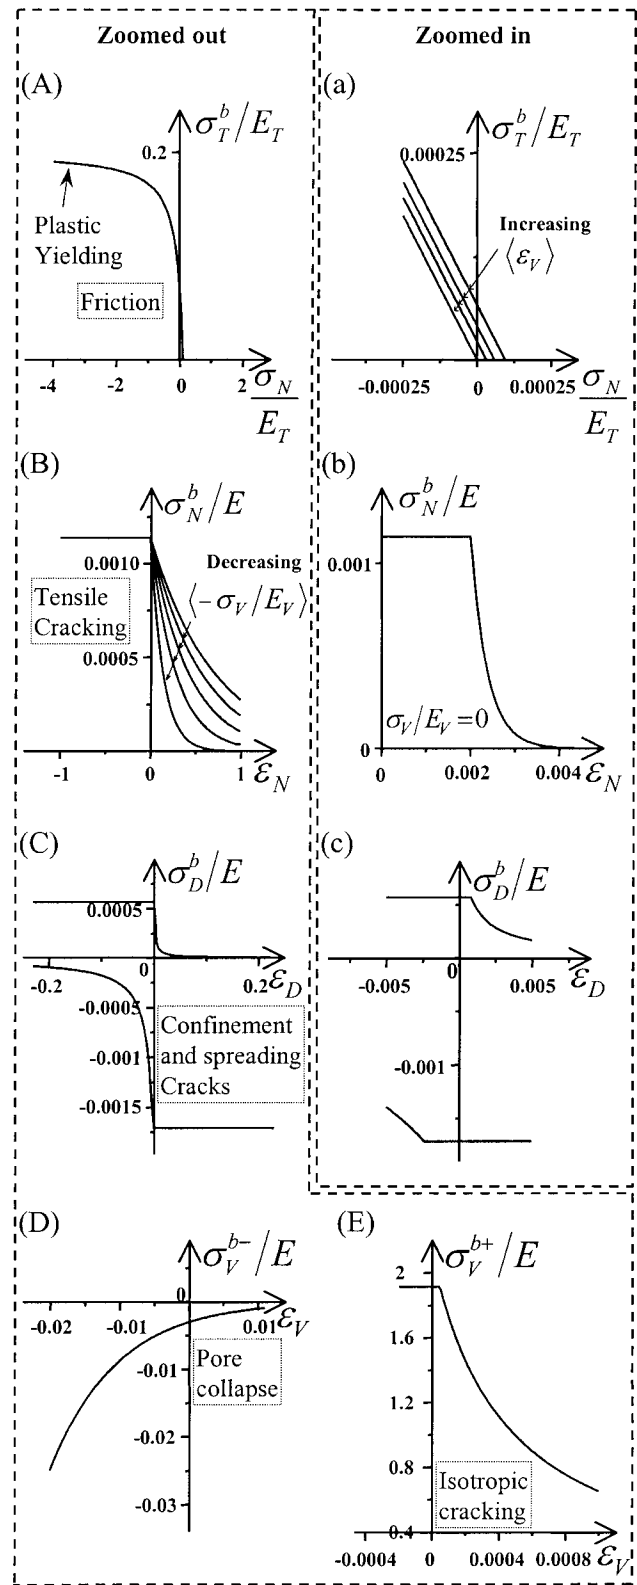 Zoomed out
Zoomed in
(A)
σ_T^b/E_T
0.2
Plastic
Yielding
Friction
-4
-2
0
2
σ_N/E_T
(a)
σ_T^b/E_T
0.00025
Increasing
⟨ε_V⟩
-0.00025
0
0.00025
σ_N/E_T
(B)
σ_N^b/E
0.0010
Decreasing
⟨-σ_V/E_V⟩
Tensile
Cracking
0.0005
-1
0
1
ε_N
(b)
σ_N^b/E
0.001
σ_V/E_V=0
0
0
0.002
0.004
ε_N
(C)
σ_D^b/E
0.0005
0
-0.2
0.2
ε_D
-0.0005
-0.001
-0.0015
Confinement
and spreading
Cracks
(c)
σ_D^b/E
-0.005
0
0.005
ε_D
-0.001
(D)
σ_V^{b-}/E
0
-0.02
-0.01
0.01
ε_V
-0.01
-0.02
-0.03
Pore
collapse
(E)
σ_V^{b+}/E
2
1.6
1.2
0.8
0.4
Isotropic
cracking
-0.0004
0
0.0004
0.0008
ε_V